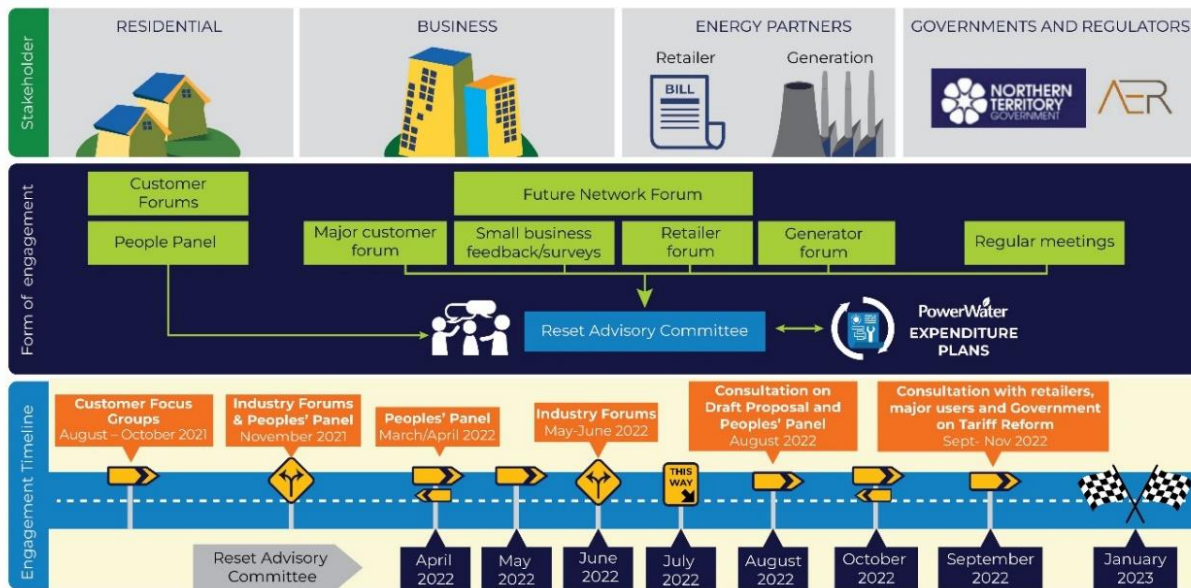 Stakeholder
RESIDENTIAL
BUSINESS
ENERGY PARTNERS
Retailer
Generation
BILL
GOVERNMENTS AND REGULATORS
NORTHERN
TERRITORY
GOVERNMENT
AER
Form of engagement
Customer
Forums
People Panel
Future Network Forum
Major customer
forum
Small business
feedback/surveys
Retailer
forum
Generator
forum
Regular meetings
Reset Advisory Committee
PowerWater
EXPENDITURE
PLANS
Engagement Timeline
Customer Focus
Groups
August – October 2021
Industry Forums
& Peoples' Panel
November 2021
Peoples' Panel
March/April 2022
Industry Forums
May-June 2022
Consultation on
Draft Proposal and
Peoples' Panel
August 2022
Consultation with retailers,
major users and Government
on Tariff Reform
Sept- Nov 2022
THIS
WAY
Reset Advisory
Committee
April
2022
May
2022
June
2022
July
2022
August
2022
October
2022
September
2022
January
2023